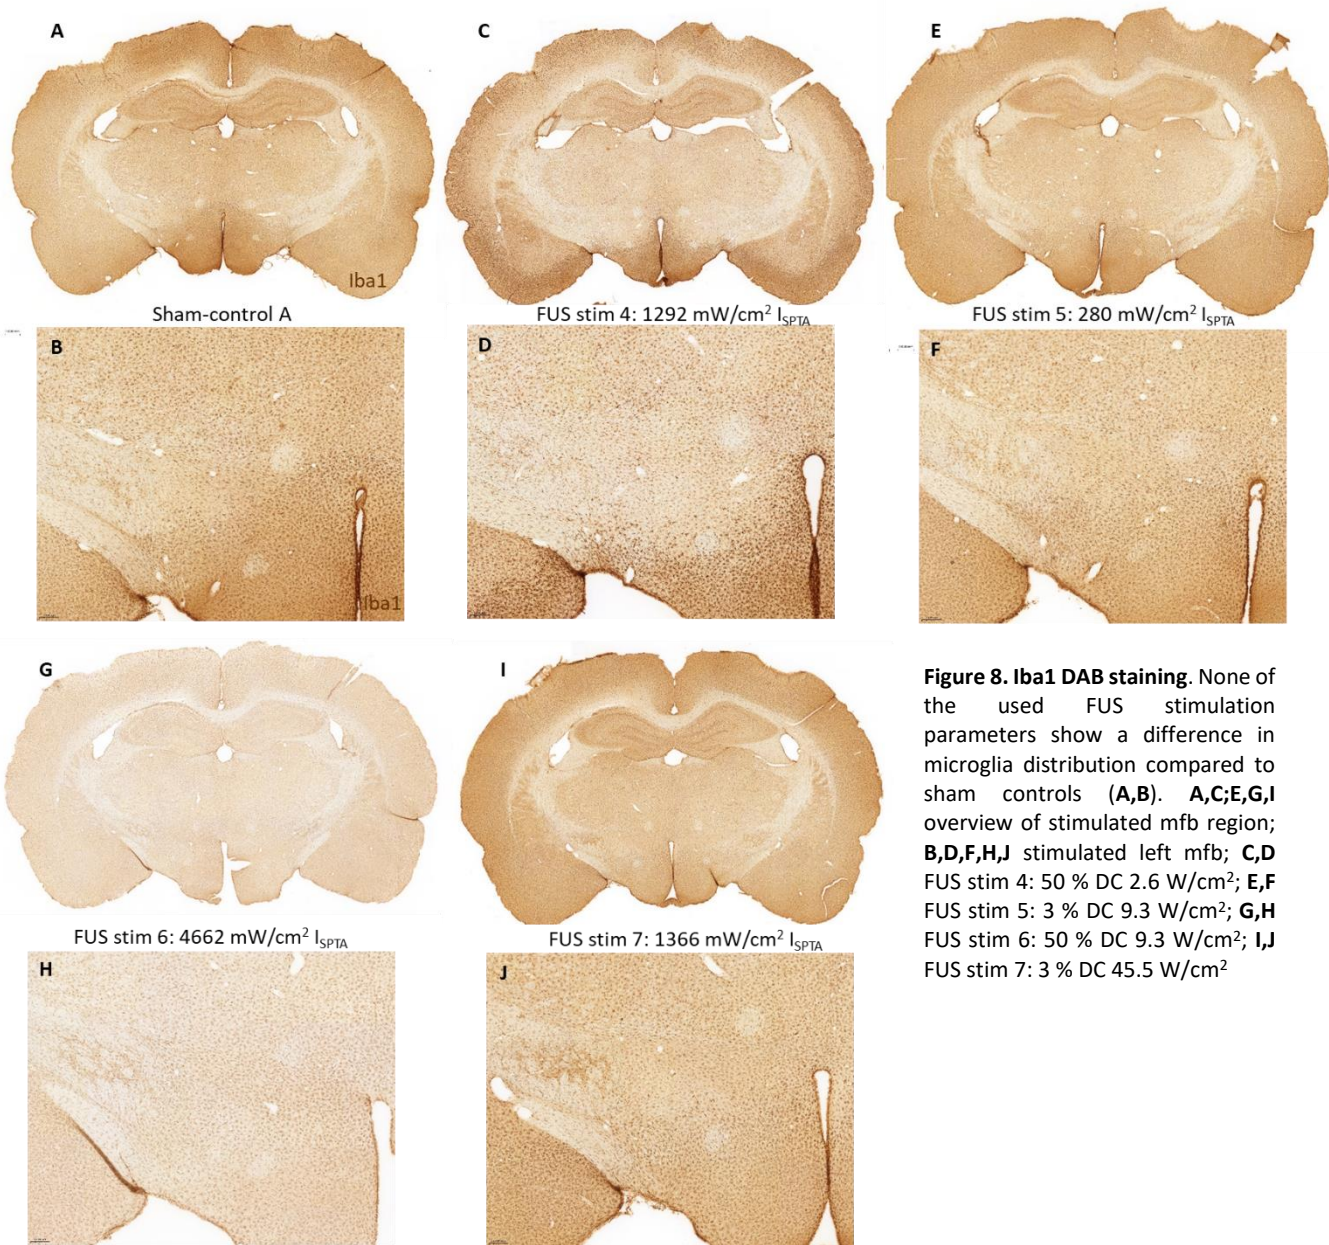 A
C
E
Iba1
Sham-control A
FUS stim 4: 1292 mW/cm² I_SPTA
FUS stim 5: 280 mW/cm² I_SPTA
B
D
F
Iba1
G
I
FUS stim 6: 4662 mW/cm² I_SPTA
FUS stim 7: 1366 mW/cm² I_SPTA
H
J
Figure 8. Iba1 DAB staining. None of
the used FUS stimulation
parameters show a difference in
microglia distribution compared to
sham controls (A,B). A,C;E,G,I
overview of stimulated mfb region;
B,D,F,H,J stimulated left mfb; C,D
FUS stim 4: 50 % DC 2.6 W/cm²; E,F
FUS stim 5: 3 % DC 9.3 W/cm²; G,H
FUS stim 6: 50 % DC 9.3 W/cm²; I,J
FUS stim 7: 3 % DC 45.5 W/cm²